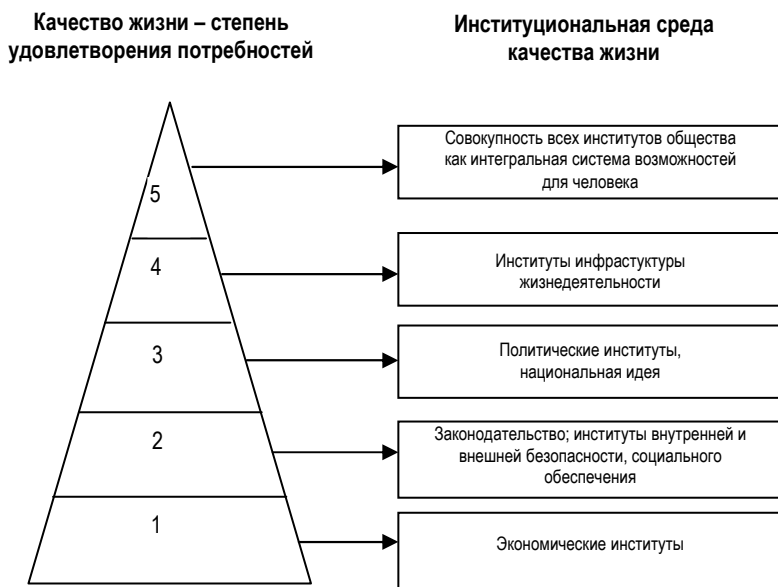 Качество жизни – степень
удовлетворения потребностей
Институциональная среда
качества жизни
5
Совокупность всех институтов общества
как интегральная система возможностей
для человека
4
Институты инфрастуктуры
жизнедеятельности
3
Политические институты,
национальная идея
2
Законодательство; институты внутренней и
внешней безопасности, социального
обеспечения
1
Экономические институты